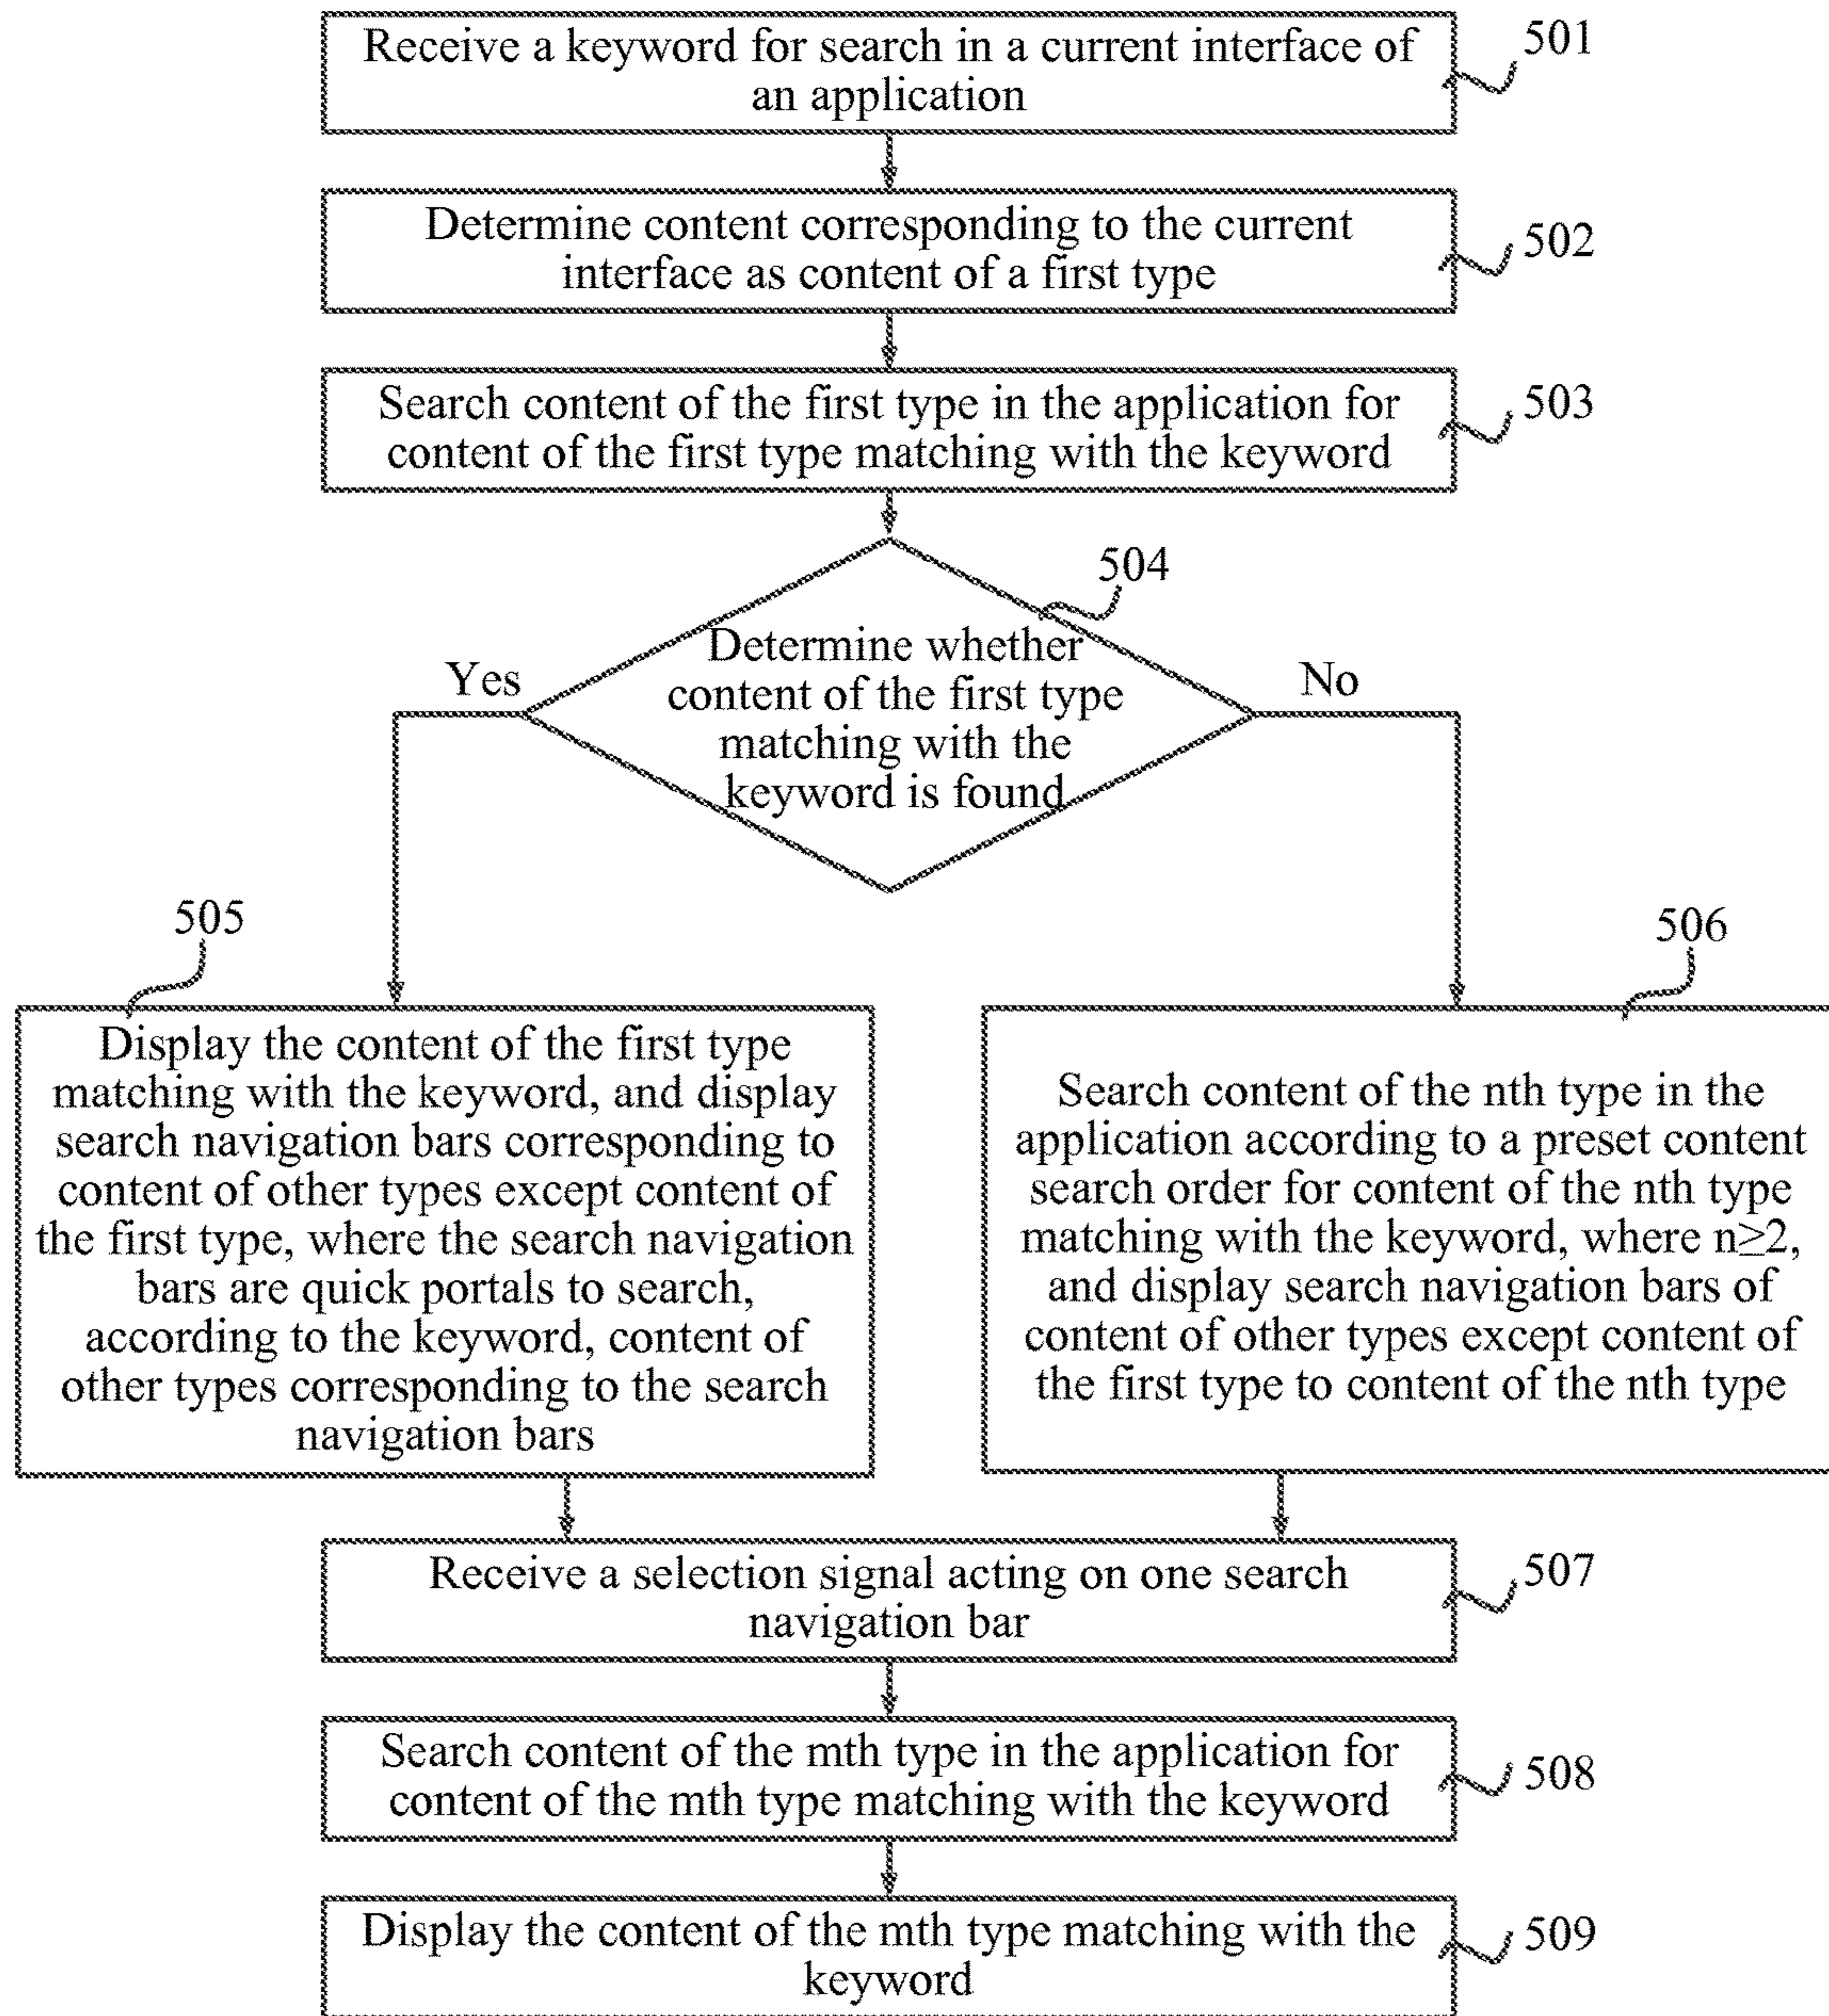 Receive a keyword for search in a current interface of
an application
501
Determine content corresponding to the current
interface as content of a first type
502
Search content of the first type in the application for
content of the first type matching with the keyword
503
504
Determine whether
content of the first type
matching with the
keyword is found
Yes
No
505
506
Display the content of the first type
matching with the keyword, and display
search navigation bars corresponding to
content of other types except content of
the first type, where the search navigation
bars are quick portals to search,
according to the keyword, content of
other types corresponding to the search
navigation bars
Search content of the nth type in the
application according to a preset content
search order for content of the nth type
matching with the keyword, where n≥2,
and display search navigation bars of
content of other types except content of
the first type to content of the nth type
Receive a selection signal acting on one search
navigation bar
507
Search content of the mth type in the application for
content of the mth type matching with the keyword
508
Display the content of the mth type matching with the
keyword
509